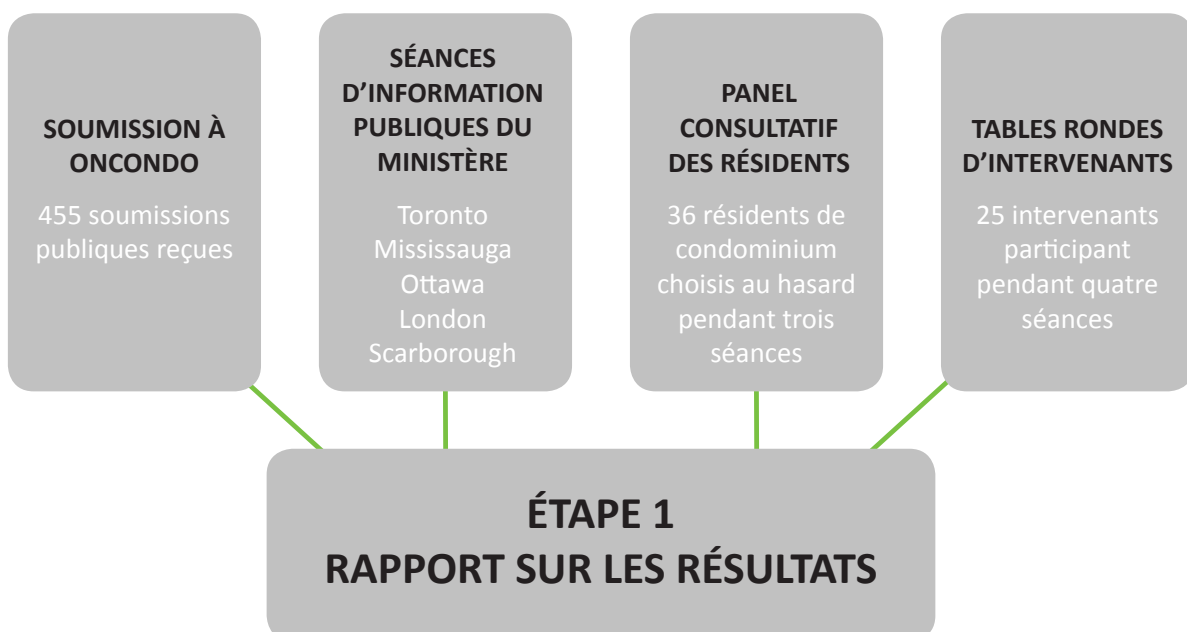 SOUMISSION À
ONCONDO
455 soumissions
publiques reçues
SÉANCES
D’INFORMATION
PUBLIQUES DU
MINISTÈRE
Toronto
Mississauga
Ottawa
London
Scarborough
PANEL
CONSULTATIF
DES RÉSIDENTS
36 résidents de
condominium
choisis au hasard
pendant trois
séances
TABLES RONDES
D’INTERVENANTS
25 intervenants
participant
pendant quatre
séances
ÉTAPE 1
RAPPORT SUR LES RÉSULTATS